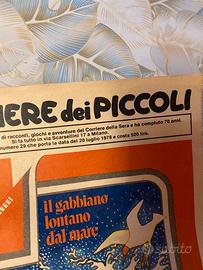 IERE dei PICCOLI
di racconti, giochi e avventure del Corriere della Sera e ha compiuto 70 anni.
Si fa tutto in via Scarsellini 17 a Milano.
numero 29 che porta la data del 20 luglio 1978 e costa 500 lire.
il gabbiano
lontano
dal mare
subito